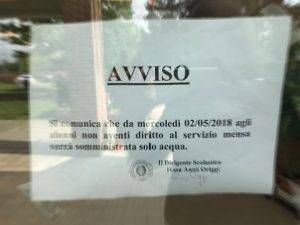 AVVISO
Si comunica che da mercoledì 02/05/2018 agli
alunni non aventi diritto al servizio mensa
sarà somministrata solo acqua.
Il Dirigente Scolastico